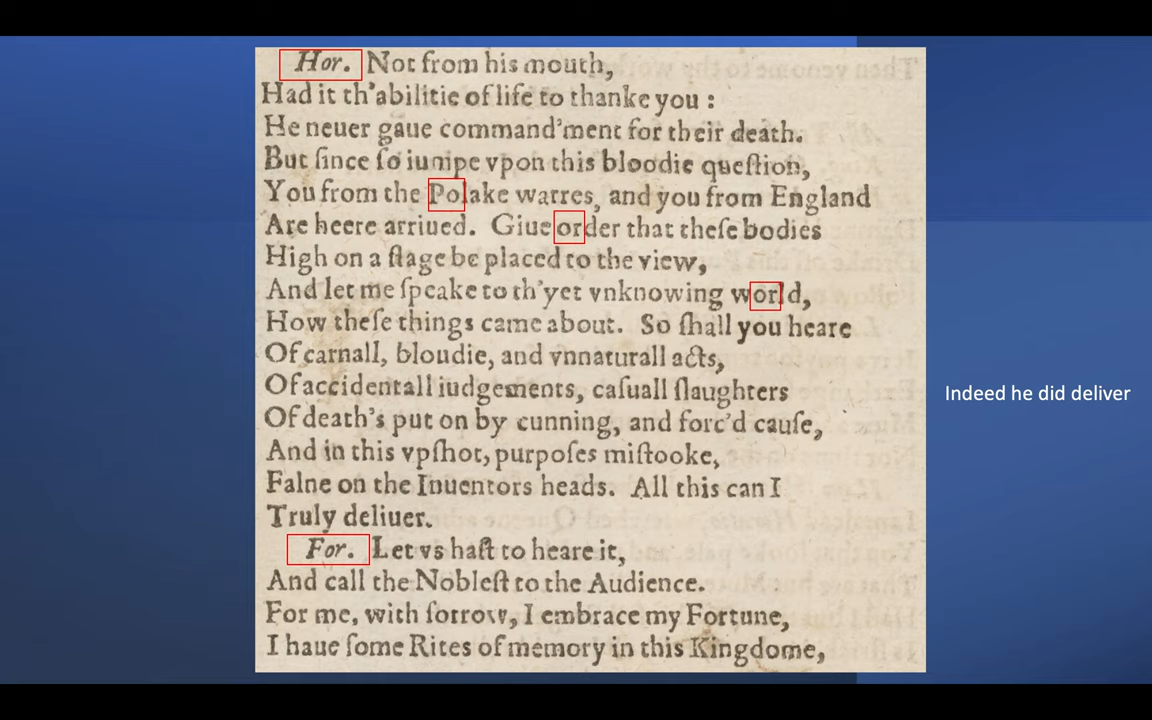 Hor. Not from his mouth,
Had it th'abilitie of life to thanke you :
He neuer gaue command'ment for their death.
But ſince ſo iumpe vpon this bloodie queſtion,
You from the Polake warres, and you from England
Are heere arriued. Giue order that theſe bodies
High on a ſtage be placed to the view,
And let me ſpeake to th'yet vnknowing world,
How theſe things came about. So ſhall you heare
Of carnall, bloudie, and vnnaturall acts,
Of accidentall iudgements, caſuall ſlaughters
Of death's put on by cunning, and forc'd cauſe,
And in this vpſhot, purpoſes miſtooke,
Falne on the Inuentors heads. All this can I
Truly deliuer.
For. Let vs haſt to heare it,
And call the Nobleſt to the Audience.
For me, with ſorrow, I embrace my Fortune,
I haue ſome Rites of memory in this Kingdome,
Indeed he did deliver